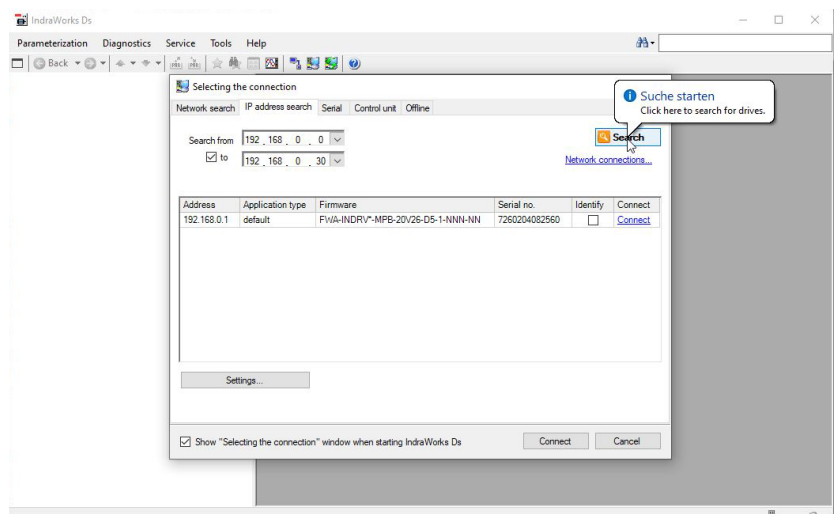 IndraWorks Ds
Parameterization Diagnostics Service Tools Help
Back
Selecting the connection
Network search IP address search Serial Control unit Offline
Suche starten
Click here to search for drives.
Search from 192 . 168 . 0 . 0
Search
to 192 . 168 . 0 . 30
Network connections...
Address Application type Firmware Serial no. Identify Connect
192.168.0.1 default FWA-INDRV*-MPB-20V26-D5-1-NNN-NN 7260204082560 Connect
Settings...
Show "Selecting the connection" window when starting IndraWorks Ds Connect Cancel